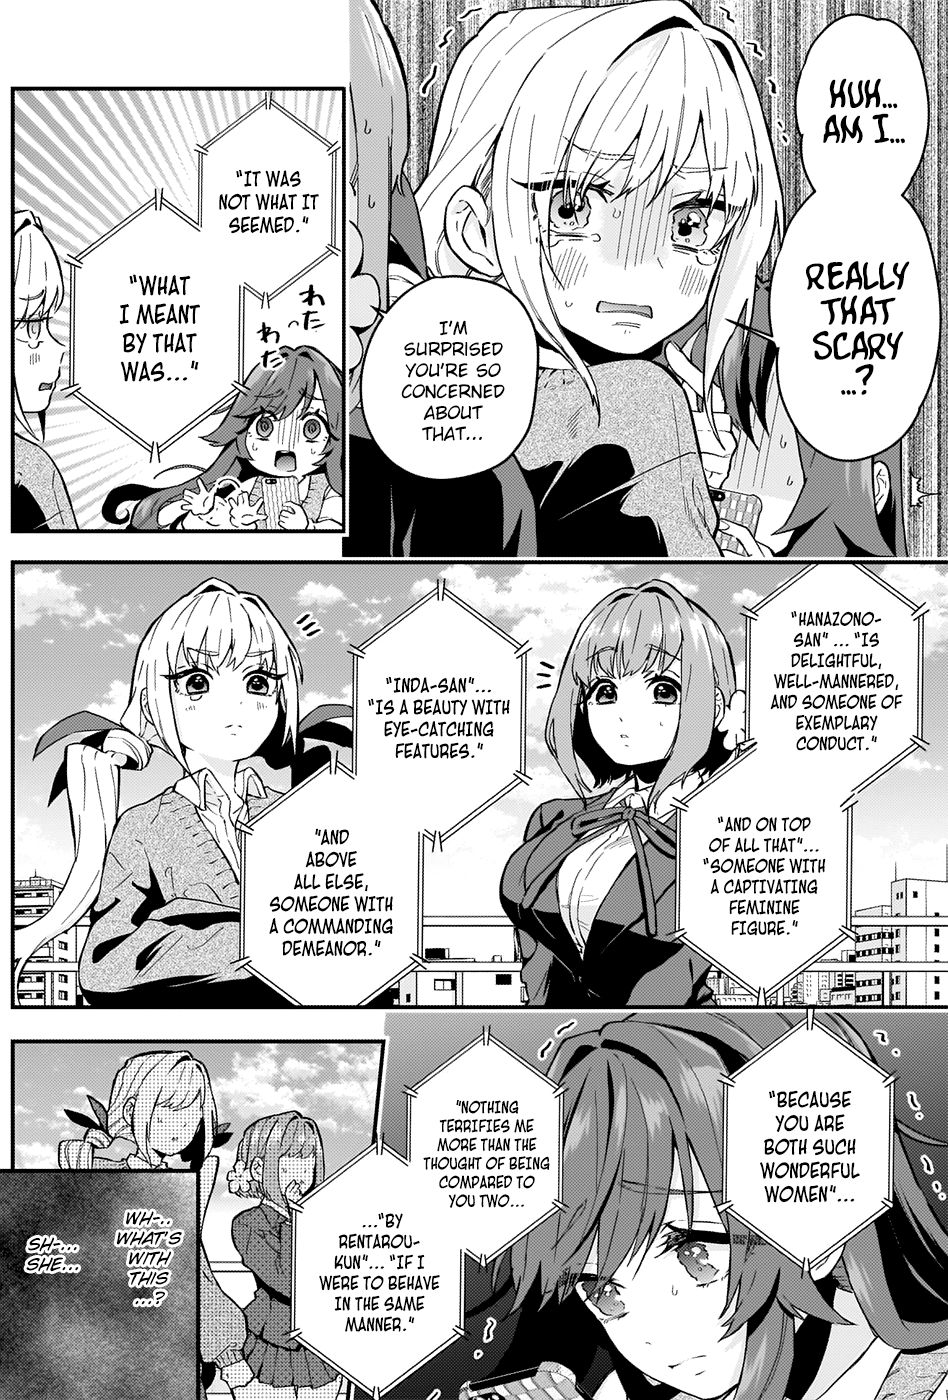 HUH...
AM I...
REALLY
THAT
SCARY
...?
I'M
SURPRISED
YOU'RE SO
CONCERNED
ABOUT
THAT...
"IT WAS
NOT WHAT IT
SEEMED."
"WHAT
I MEANT
BY THAT
WAS..."
わたっ
わた
"HANAZONO-
SAN" ... "IS
DELIGHTFUL,
WELL-MANNERED,
AND SOMEONE OF
EXEMPLARY
CONDUCT."
"AND ON TOP
OF ALL THAT"...
"SOMEONE WITH
A CAPTIVATING
FEMININE
FIGURE."
"INDA-SAN"...
"IS A BEAUTY WITH
EYE-CATCHING
FEATURES."
"AND
ABOVE
ALL ELSE,
SOMEONE WITH
A COMMANDING
DEMEANOR."
"BECAUSE
YOU ARE
BOTH SUCH
WONDERFUL
WOMEN"...
"NOTHING
TERRIFIES ME
MORE THAN THE
THOUGHT OF BEING
COMPARED TO
YOU TWO...
..."BY
RENTAROU-
KUN"... "IF I
WERE TO BEHAVE
IN THE SAME
MANNER."
WH-..
WHAT'S
WITH
THIS
...?
SH-...
SHE...